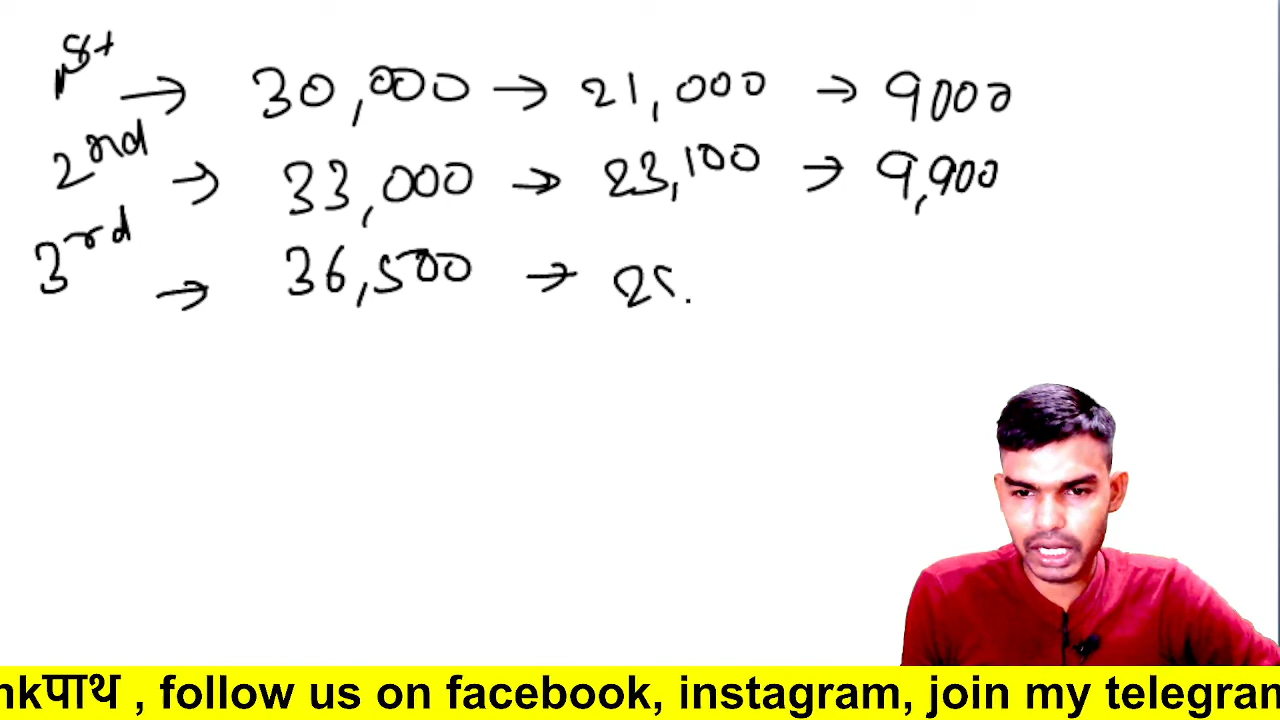 1st → 30,000 → 21,000 → 9000
2nd → 33,000 → 23,100 → 9,900
3rd → 36,500 → 25
nkपाथ , follow us on facebook, instagram, join my telegram